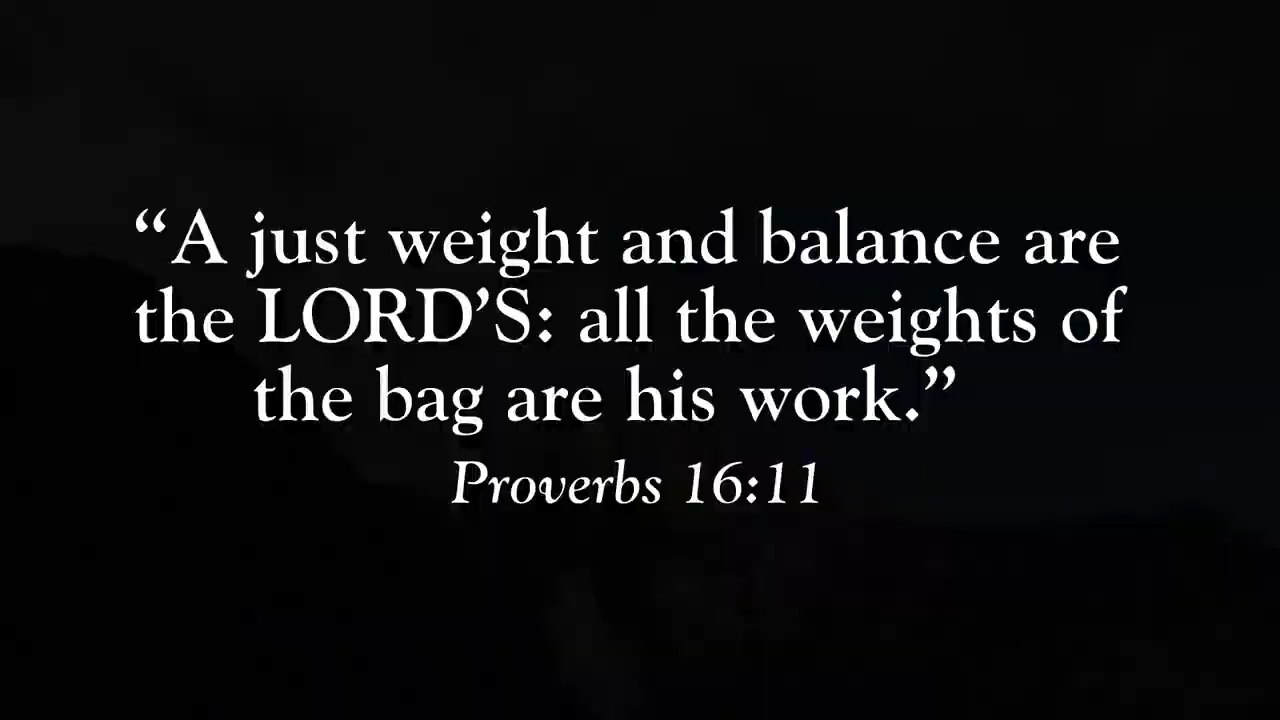 “A just weight and balance are
the LORD’S: all the weights of
the bag are his work.”
Proverbs 16:11